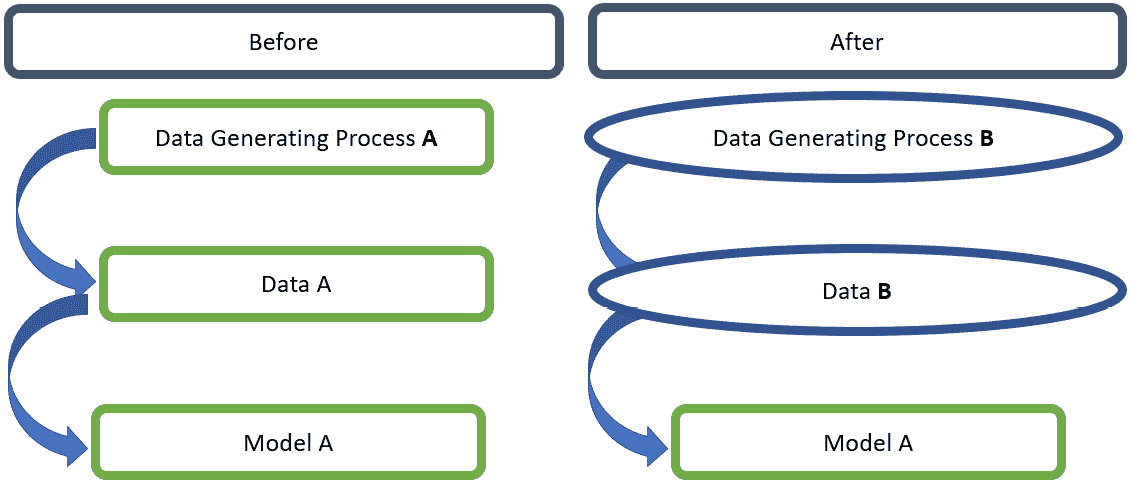 Before
After
Data Generating Process A
Data Generating Process B
Data A
Data B
Model A
Model A